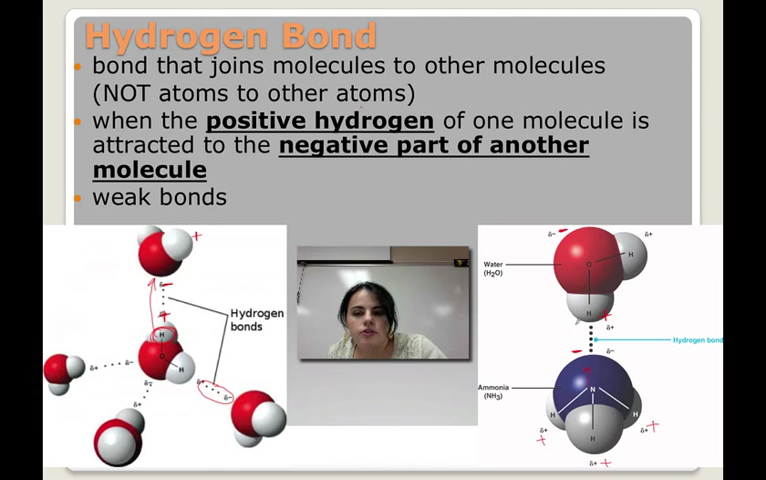 Hydrogen Bond
• bond that joins molecules to other molecules
(NOT atoms to other atoms)
• when the positive hydrogen of one molecule is
attracted to the negative part of another
molecule
• weak bonds
+
δ−
−
+
H
O
H
δ+
δ−
δ+
δ−
δ+
Hydrogen
bonds
δ− −
δ+
Water
(H₂O)
O
H
H
+
δ+
Hydrogen bond
−
δ−
Ammonia
(NH₃)
N
H
H
H
δ+
+
δ+ +
δ+ +